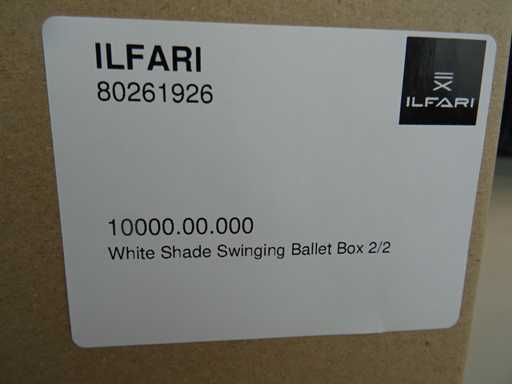 ILFARI
80261926
ILFARI
10000.00.000
White Shade Swinging Ballet Box 2/2